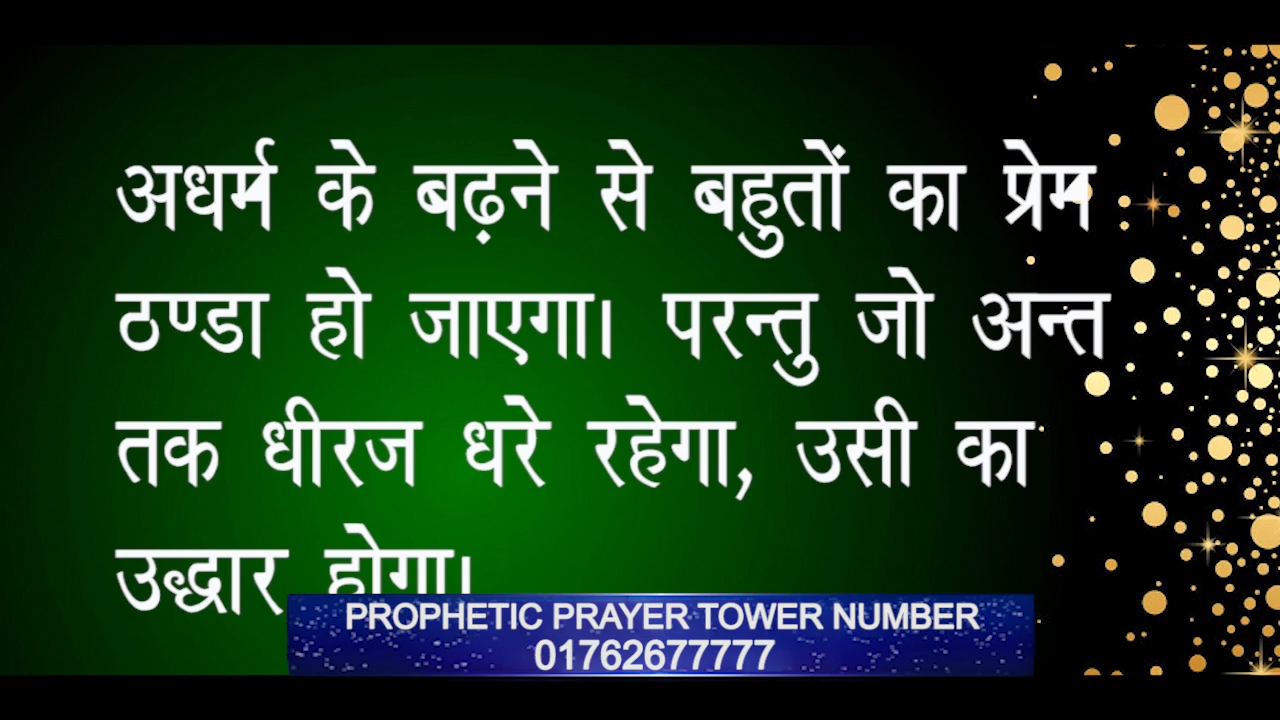 अधर्म के बढ़ने से बहुतों का प्रेम
ठण्डा हो जाएगा। परन्तु जो अन्त
तक धीरज धरे रहेगा, उसी का
उद्धार होगा।
PROPHETIC PRAYER TOWER NUMBER
01762677777